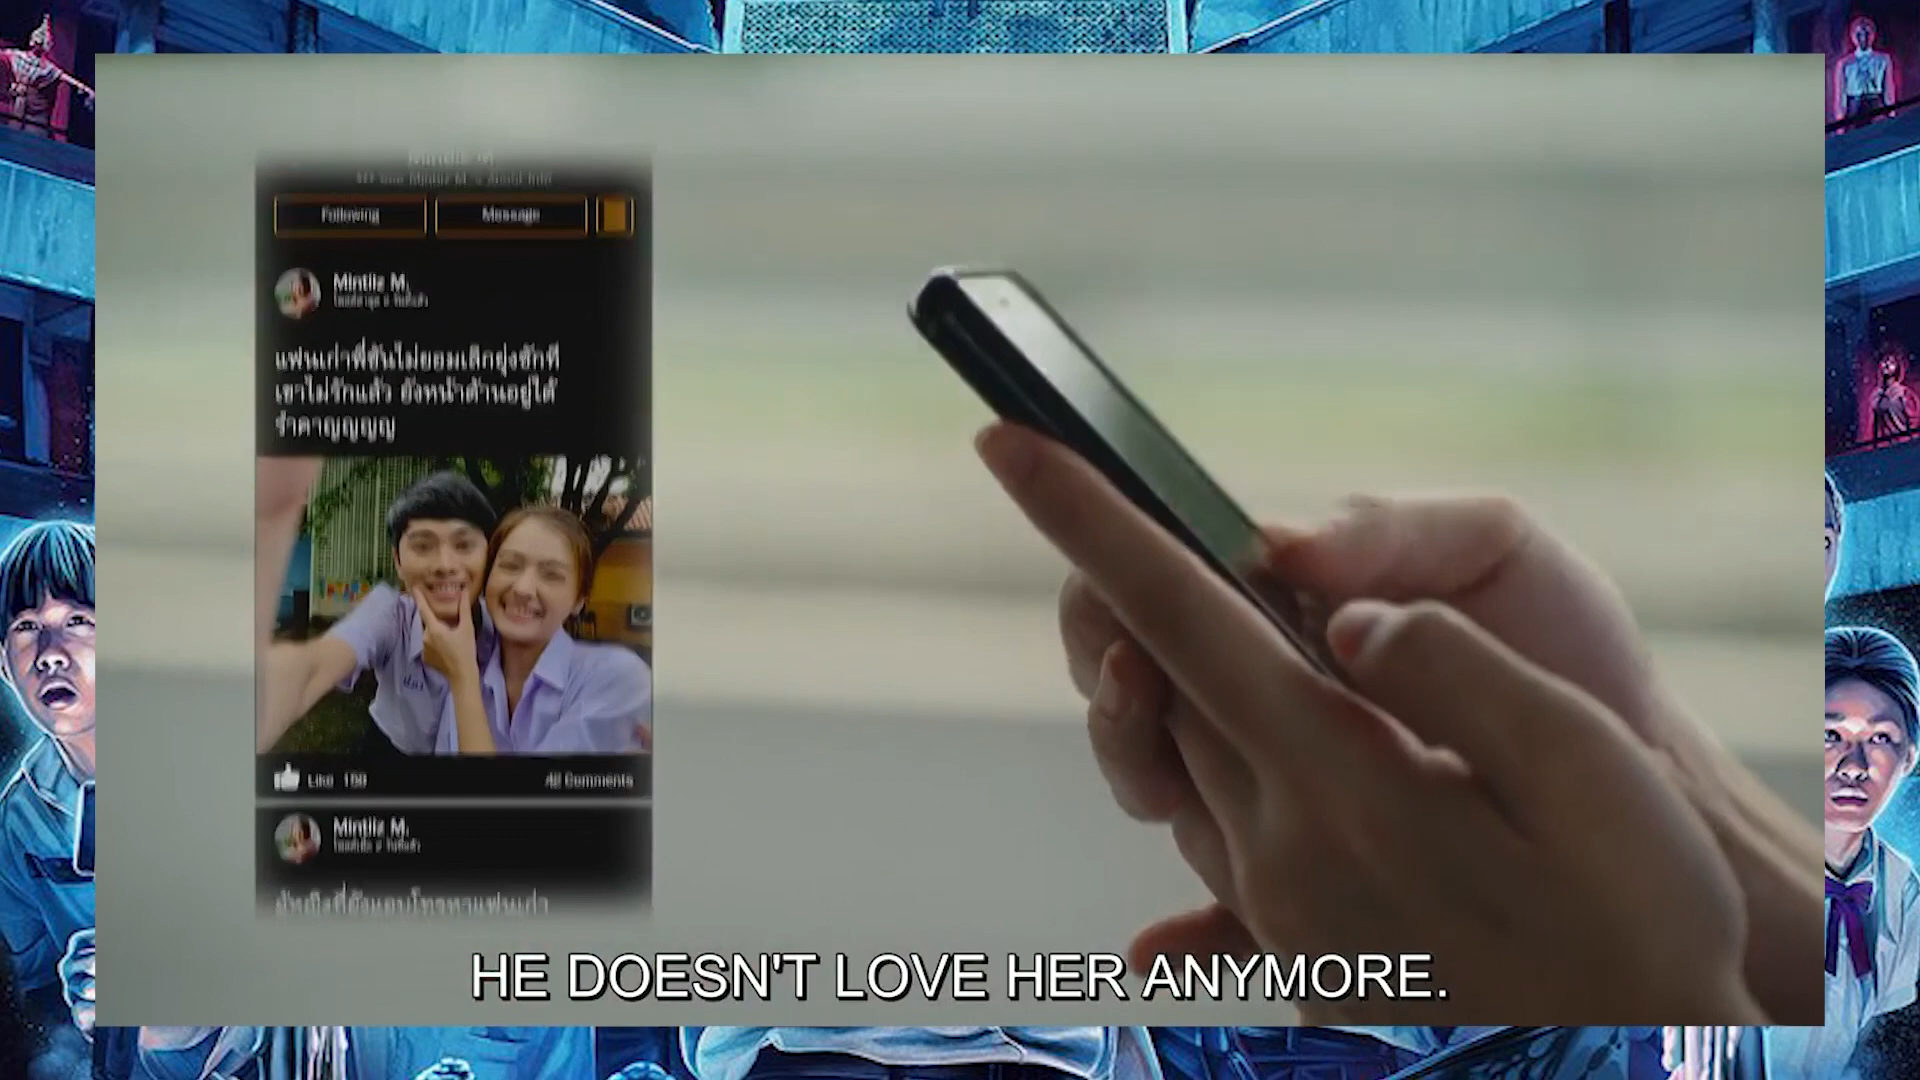 Following
Message
Mintiiz M.
แฟนเก่าพี่ชั้นไม่ยอมเลิกยุ่งซักที
เขาไม่รักแล้ว ยังหน้าด้านอยู่ได้
รำคาญญญญ
Like 150
All Comments
Mintiiz M.
HE DOESN'T LOVE HER ANYMORE.